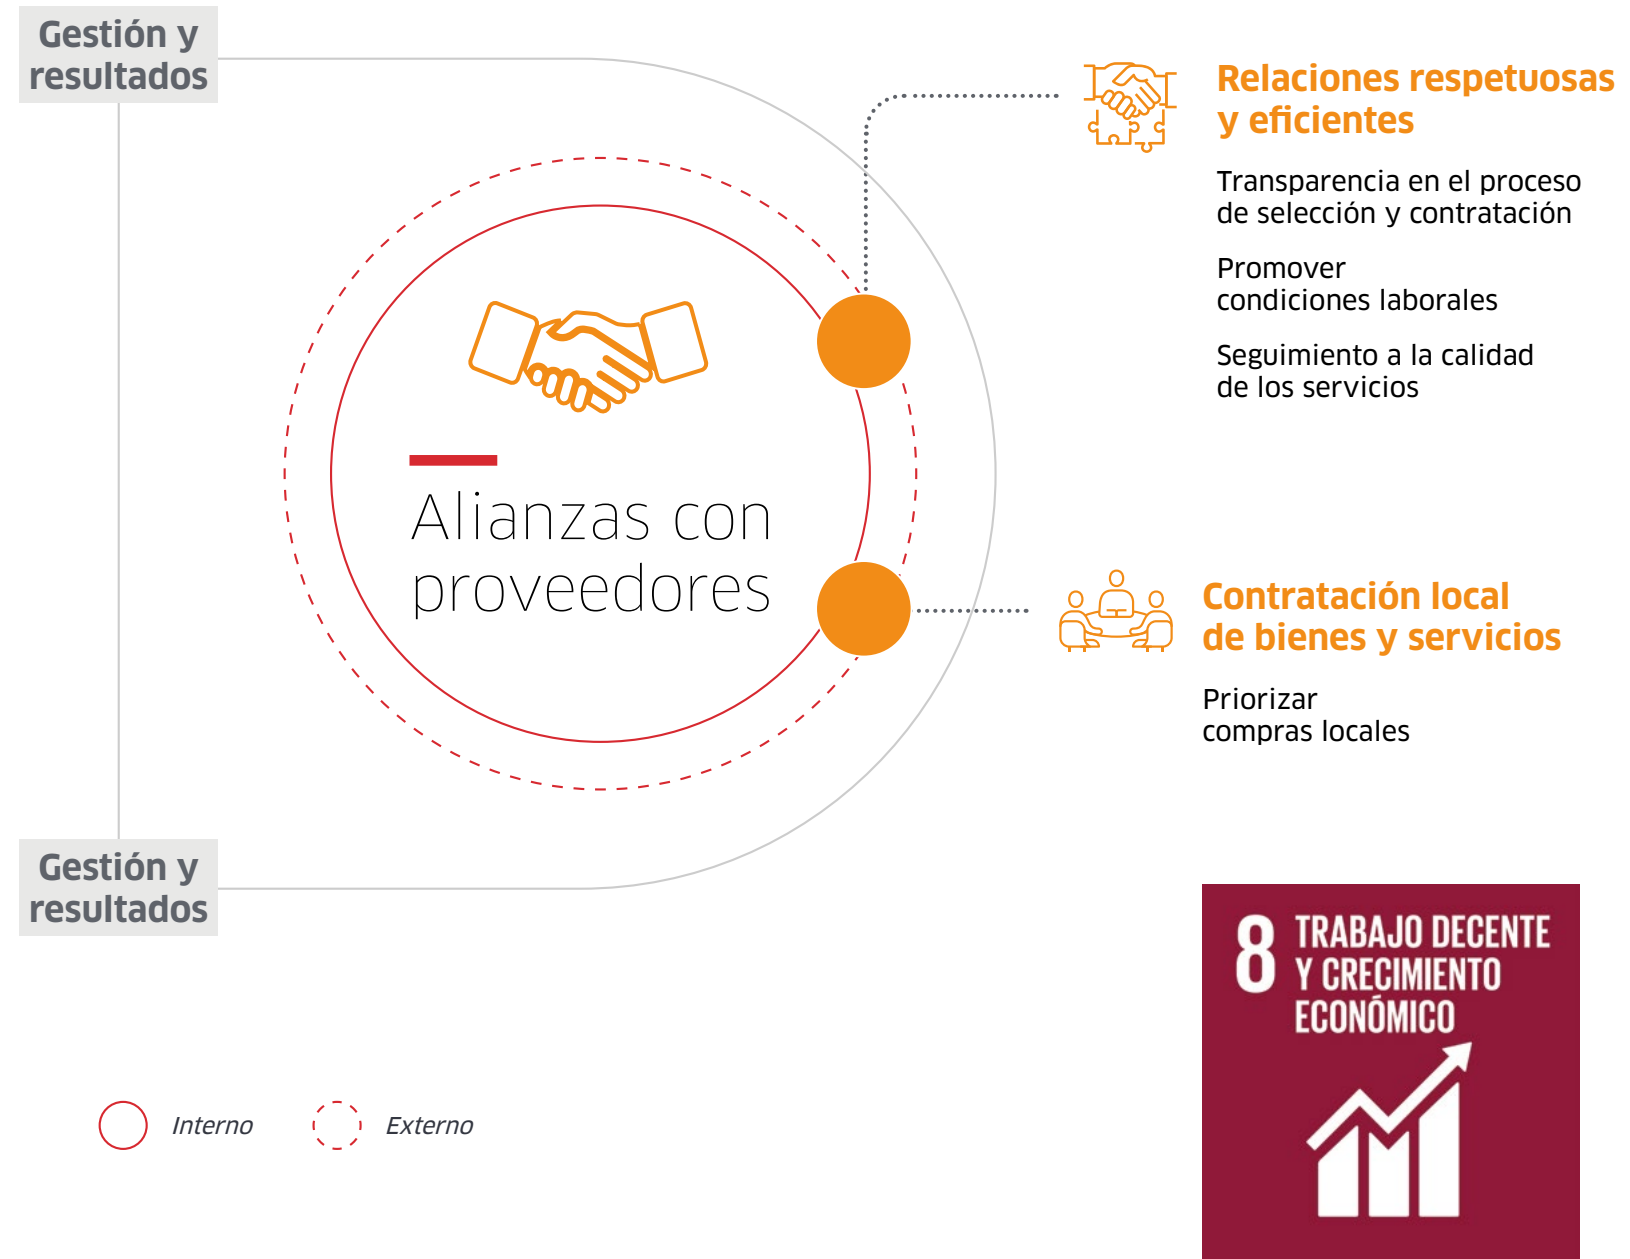 Gestión y
resultados
Relaciones respetuosas
y eficientes
Transparencia en el proceso
de selección y contratación
Promover
condiciones laborales
Seguimiento a la calidad
de los servicios
Alianzas con
proveedores
Contratación local
de bienes y servicios
Priorizar
compras locales
Gestión y
resultados
8 TRABAJO DECENTE
Y CRECIMIENTO
ECONÓMICO
Interno
Externo